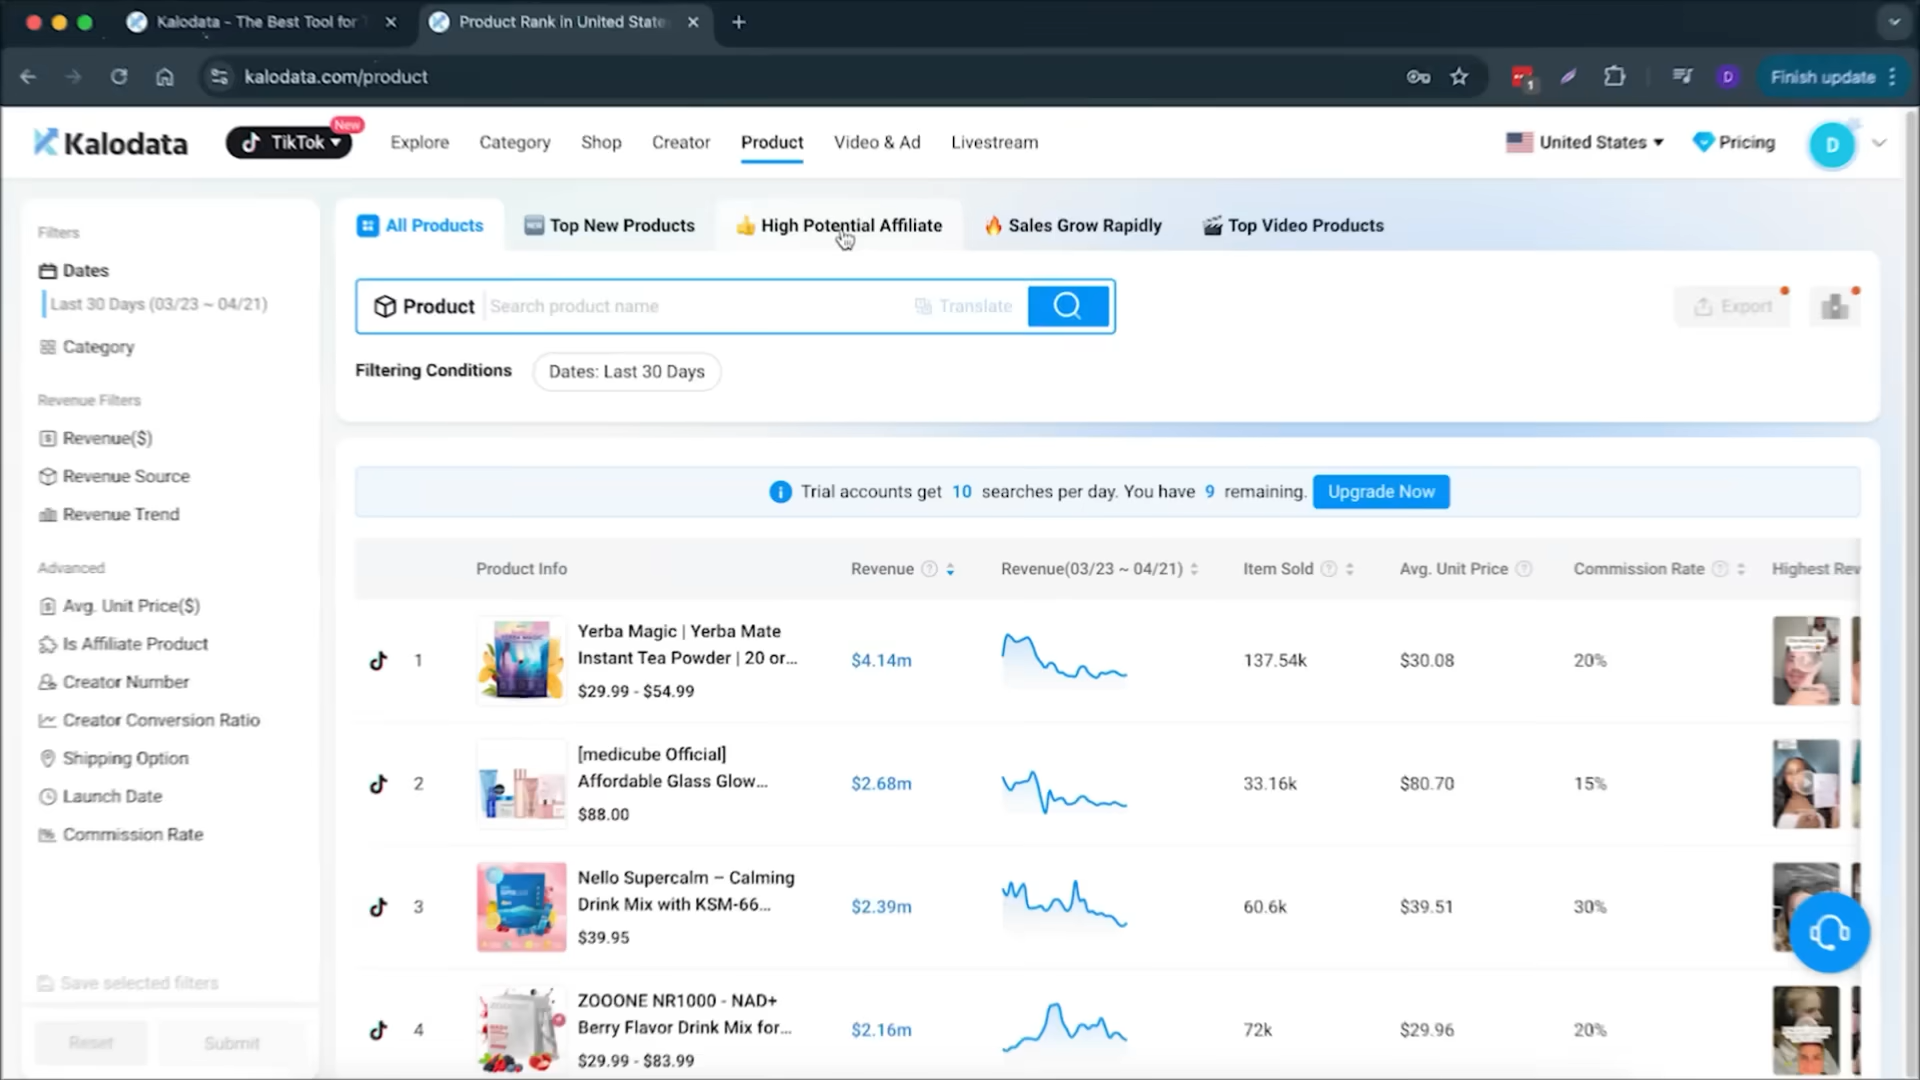 Kalodata - The Best Tool for T
Product Rank in United State
kalodata.com/product
1
D
Finish update
Kalodata
TikTok
New
Explore
Category
Shop
Creator
Product
Video & Ad
Livestream
United States
Pricing
D
Filters
Dates
Last 30 Days (03/23 ~ 04/21)
Category
Revenue Filters
Revenue($)
Revenue Source
Revenue Trend
Advanced
Avg. Unit Price($)
Is Affiliate Product
Creator Number
Creator Conversion Ratio
Shipping Option
Launch Date
Commission Rate
Save selected filters
Reset
Submit
All Products
NEW Top New Products
High Potential Affiliate
Sales Grow Rapidly
Top Video Products
Product
Search product name
Translate
Export
Filtering Conditions
Dates: Last 30 Days
Trial accounts get 10 searches per day. You have 9 remaining.
Upgrade Now
Product Info
Revenue
Revenue(03/23 ~ 04/21)
Item Sold
Avg. Unit Price
Commission Rate
Highest Rev
1
Yerba Magic | Yerba Mate
Instant Tea Powder | 20 or...
$29.99 - $54.99
$4.14m
137.54k
$30.08
20%
2
[medicube Official]
Affordable Glass Glow...
$88.00
$2.68m
33.16k
$80.70
15%
3
Nello Supercalm – Calming
Drink Mix with KSM-66...
$39.95
$2.39m
60.6k
$39.51
30%
4
ZOOONE NR1000 - NAD+
Berry Flavor Drink Mix for...
$29.99 - $83.99
$2.16m
72k
$29.96
20%